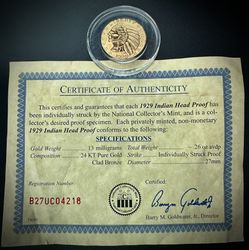 CERTIFICATE OF AUTHENTICITY
This certifies and guarantees that each 1929 Indian Head Proof has
been individually struck by the National Collector's Mint, and is a col-
lector's desired proof specimen. Each privately minted, non-monetary
1929 Indian Head Proof conforms to the following:
SPECIFICATIONS
Gold Weight 13 milligrams Total Weight .26 oz avdp
Composition 24 KT Pure Gold Strike Individually Struck Proof
Clad Bronze Diameter 27mm
Registration Number
B27UC04218
Barry M. Goldwater, Jr., Director